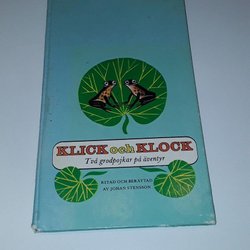 KLICK och KLOCK
Två grodpojkar på äventyr
RITAD OCH BERÄTTAD
AV JOHAN STENSSON